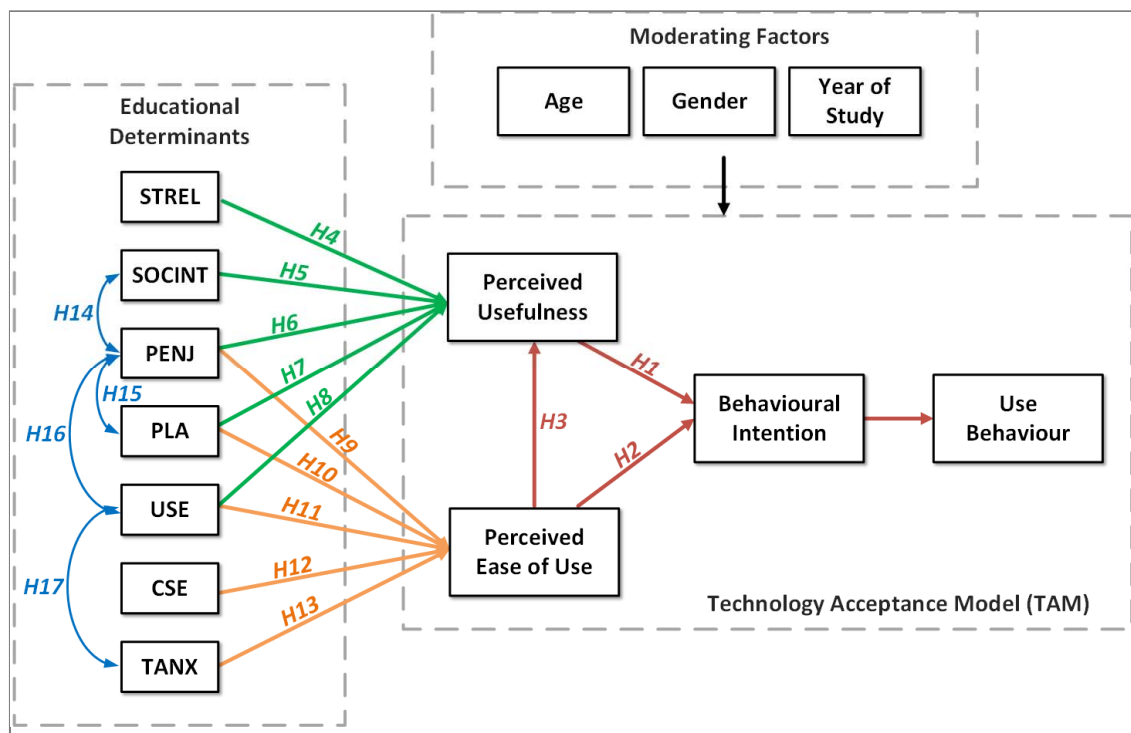 Moderating Factors
Age
Gender
Year of
Study
Educational
Determinants
STREL
SOCINT
PENJ
PLA
USE
CSE
TANX
H14
H15
H16
H17
H4
H5
H6
H7
H8
H9
H10
H11
H12
H13
Perceived
Usefulness
H1
H3
H2
Behavioural
Intention
Use
Behaviour
Perceived
Ease of Use
Technology Acceptance Model (TAM)